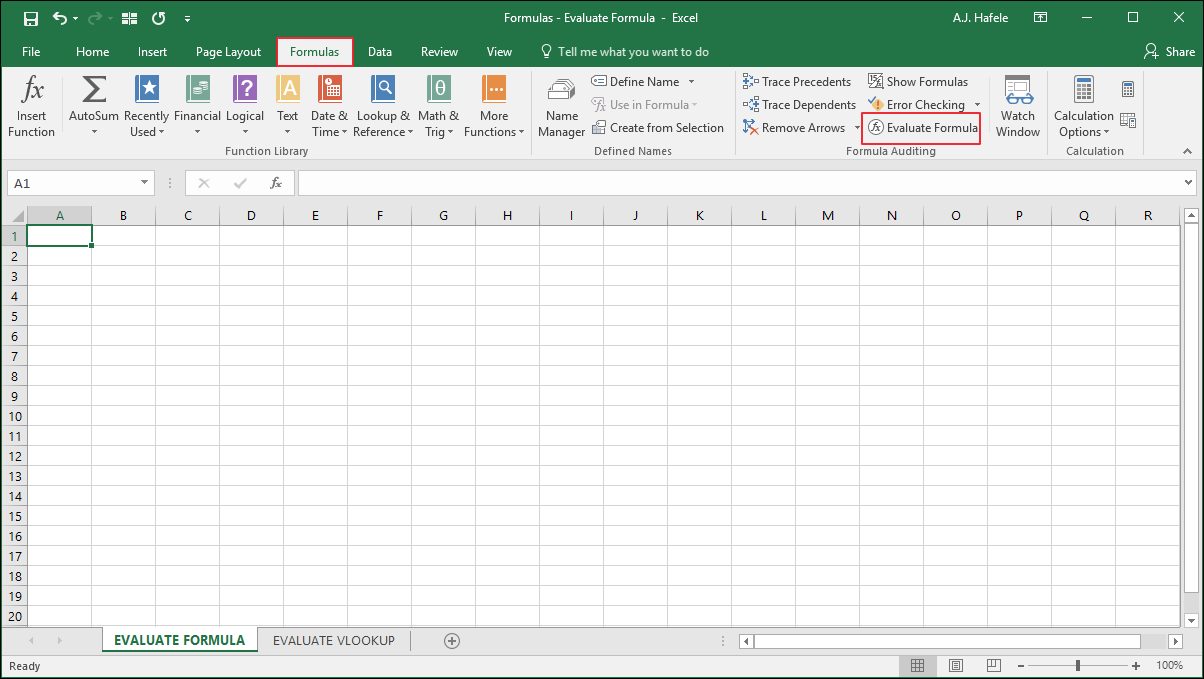 Formulas - Evaluate Formula - Excel
A.J. Hafele
File Home Insert Page Layout Formulas Data Review View Tell me what you want to do Share
fx Insert Function
AutoSum
Recently Used
Financial
Logical
Text
Date & Time
Lookup & Reference
Math & Trig
More Functions
Function Library
Name Manager
Define Name
Use in Formula
Create from Selection
Defined Names
Trace Precedents
Trace Dependents
Remove Arrows
Show Formulas
Error Checking
Evaluate Formula
Formula Auditing
Watch Window
Calculation Options
Calculation
A1 fx
A B C D E F G H I J K L M N O P Q R
1
2
3
4
5
6
7
8
9
10
11
12
13
14
15
16
17
18
19
20
EVALUATE FORMULA EVALUATE VLOOKUP
Ready 100%